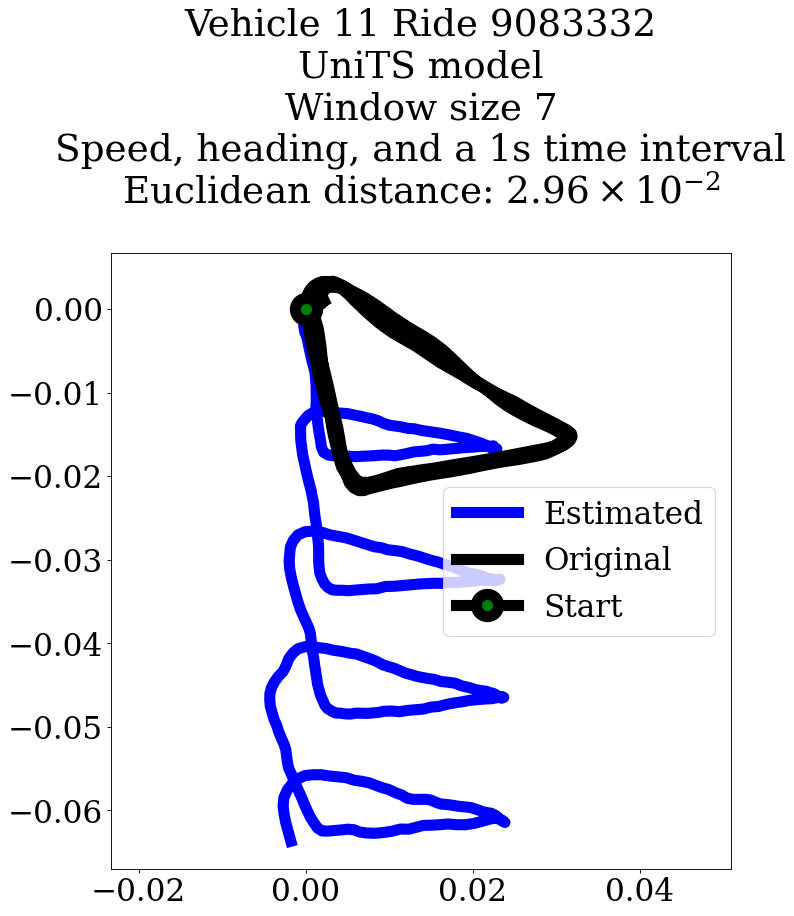 Vehicle 11 Ride 9083332
UniTS model
Window size 7
Speed, heading, and a 1s time interval
Euclidean distance: 2.96 × 10⁻²
0.00
−0.01
−0.02
−0.03
−0.04
−0.05
−0.06
Estimated
Original
Start
−0.02 0.00 0.02 0.04